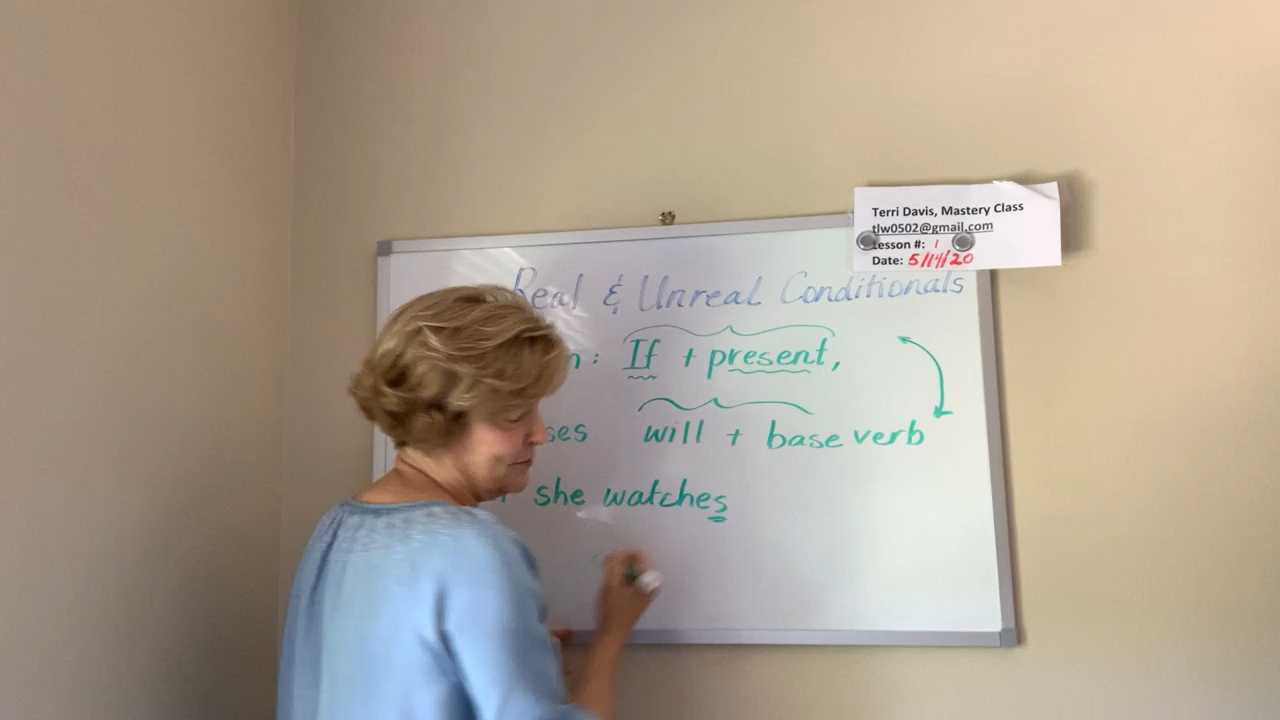 Terri Davis, Mastery Class
tlw0502@gmail.com
Lesson #: 1
Date: 5/14/20
Real & Unreal Conditionals
: If + present,
will + base verb
she watches